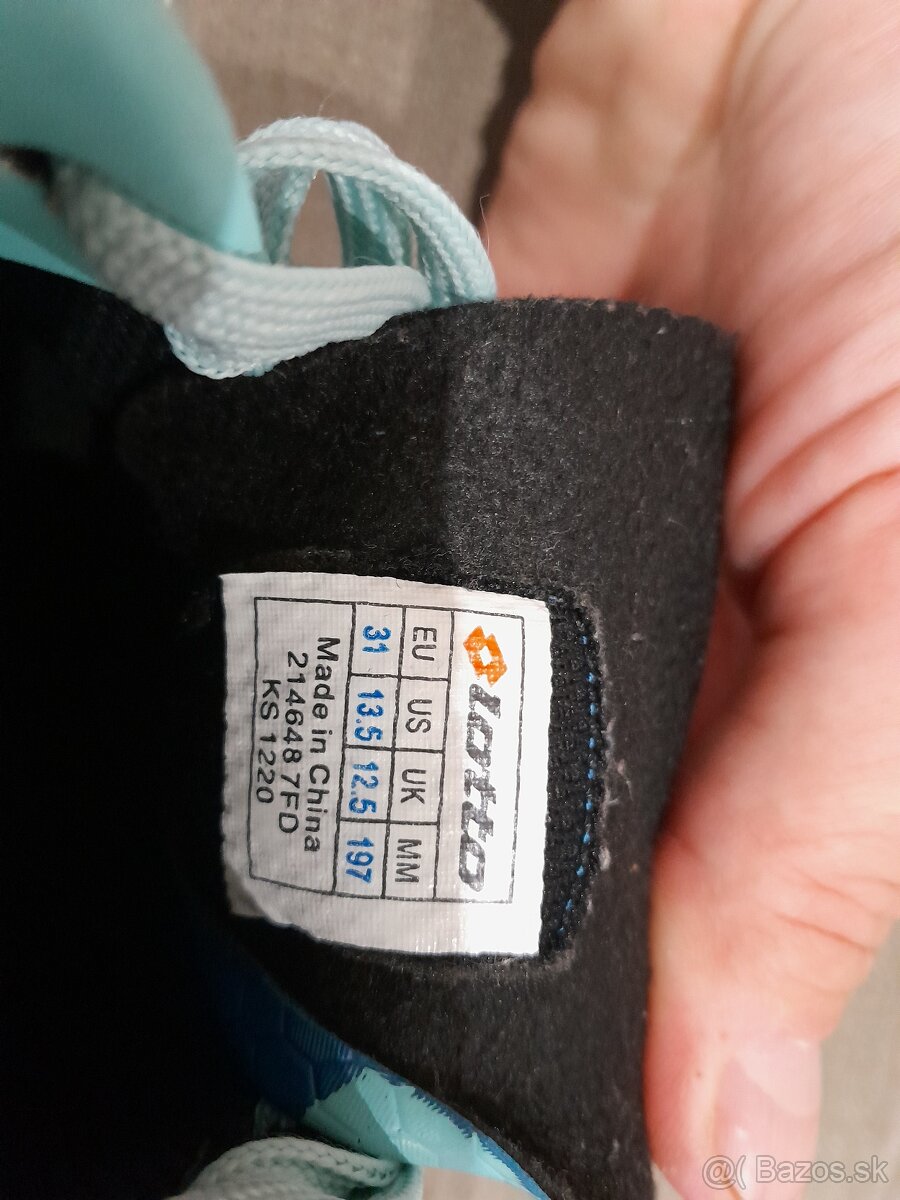 Lotto
EU US UK MM
31 13.5 12.5 197
Made in China
214648 7FD
KS 1220
@( Bazos.sk